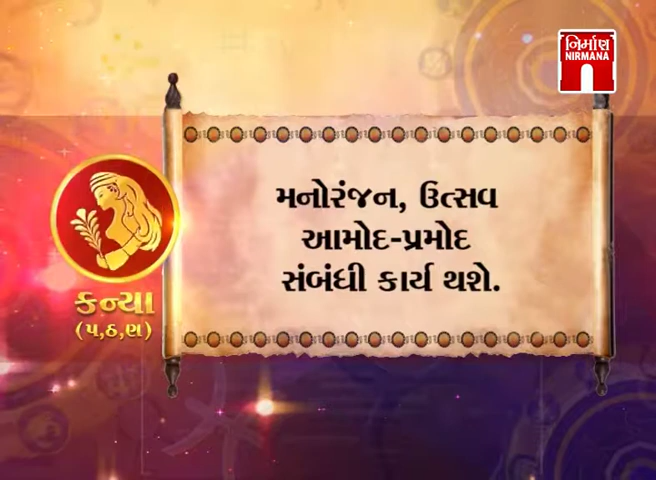 નિર્માણ
NIRMANA
મનોરંજન, ઉત્સવ
આમોદ-પ્રમોદ
સંબંધી કાર્ય થશે.
કન્યા
(પ,ઠ,ણ)